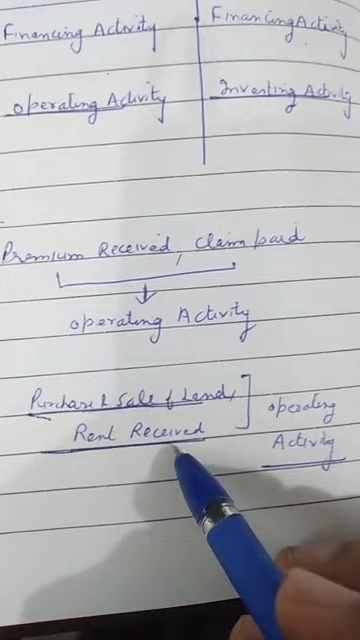 Financing Activity
Financing Activity
operating Activity
Investing Activity
Premium Received, Claim paid
operating Activity
Purchase & Sale of Land,
Rent Received
operating
Activity